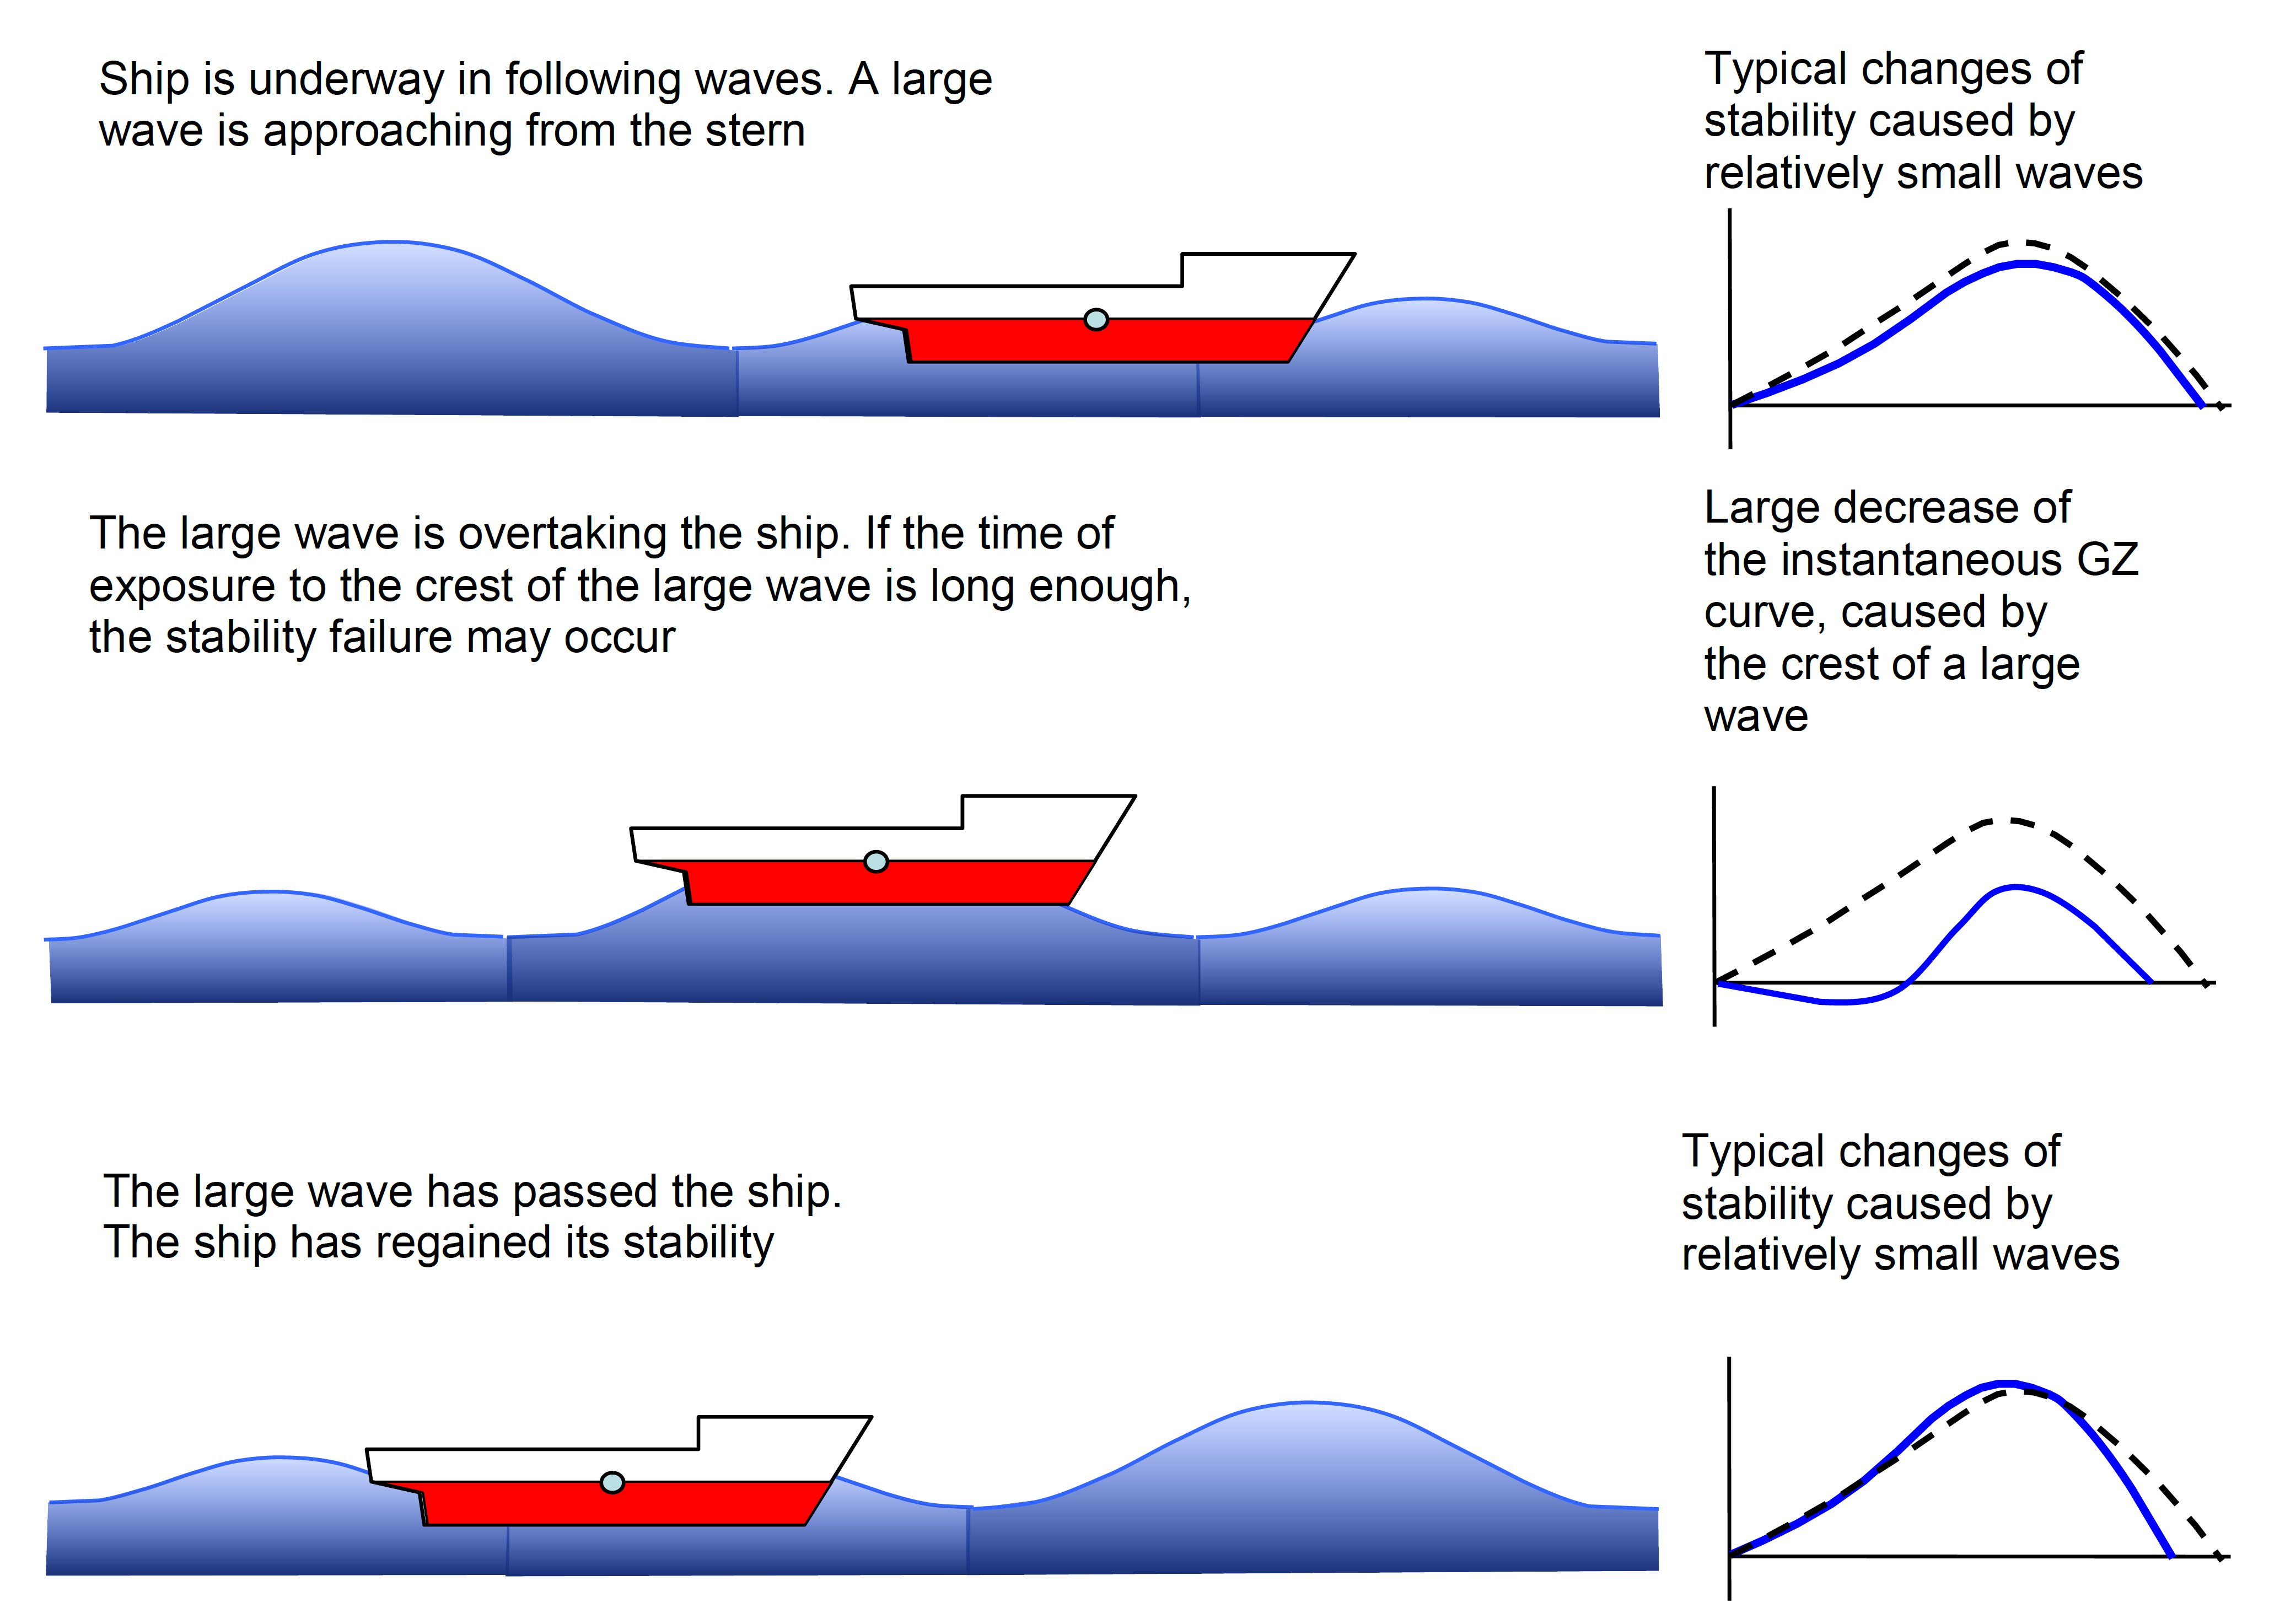 Ship is underway in following waves. A large
wave is approaching from the stern
Typical changes of
stability caused by
relatively small waves
The large wave is overtaking the ship. If the time of
exposure to the crest of the large wave is long enough,
the stability failure may occur
Large decrease of
the instantaneous GZ
curve, caused by
the crest of a large
wave
The large wave has passed the ship.
The ship has regained its stability
Typical changes of
stability caused by
relatively small waves